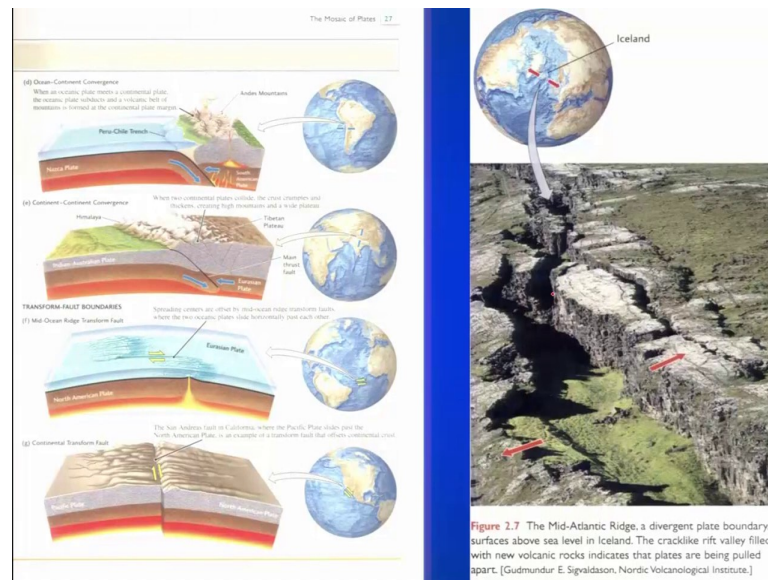 The Mosaic of Plates 27
(d) Ocean–Continent Convergence
When an oceanic plate meets a continental plate,
the oceanic plate subducts and a volcanic belt of
mountains is formed at the continental plate margin.
Andes Mountains
Peru-Chile Trench
Nazca Plate
South
American
Plate
(e) Continent–Continent Convergence
When two continental plates collide, the crust crumples and
thickens, creating high mountains and a wide plateau.
Himalaya
Tibetan
Plateau
Main
thrust
fault
Indian-Australian Plate
Eurasian
Plate
TRANSFORM-FAULT BOUNDARIES
(f) Mid-Ocean Ridge Transform Fault
Spreading centers are offset by mid-ocean ridge transform faults,
where the two oceanic plates slide horizontally past each other.
Eurasian Plate
North American Plate
(g) Continental Transform Fault
The San Andreas fault in California, where the Pacific Plate slides past the
North American Plate, is an example of a transform fault that offsets continental crust.
Pacific Plate
North American Plate
Iceland
Figure 2.7 The Mid-Atlantic Ridge, a divergent plate boundary,
surfaces above sea level in Iceland. The cracklike rift valley filled
with new volcanic rocks indicates that plates are being pulled
apart. [Gudmundur E. Sigvaldason, Nordic Volcanological Institute.]